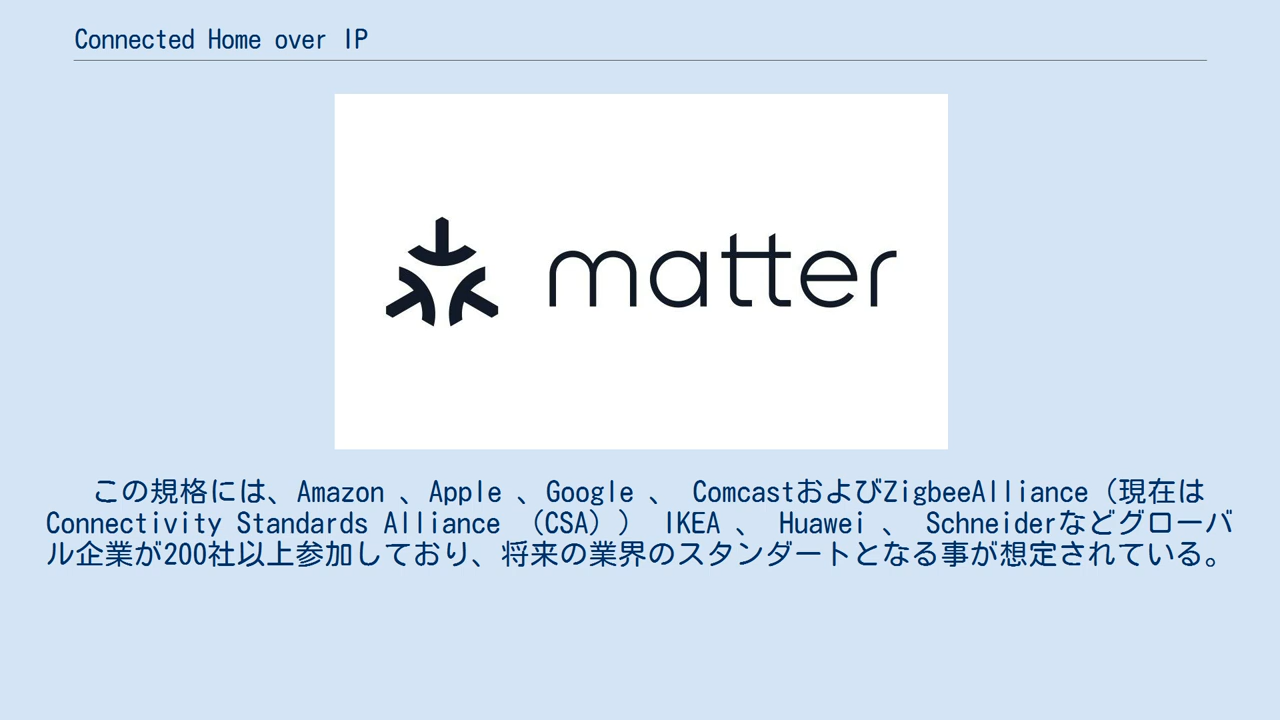 Connected Home over IP
matter
この規格には、Amazon 、Apple 、Google 、 ComcastおよびZigbeeAlliance（現在は
Connectivity Standards Alliance （CSA）） IKEA 、 Huawei 、 Schneiderなどグローバ
ル企業が200社以上参加しており、将来の業界のスタンダートとなる事が想定されている。